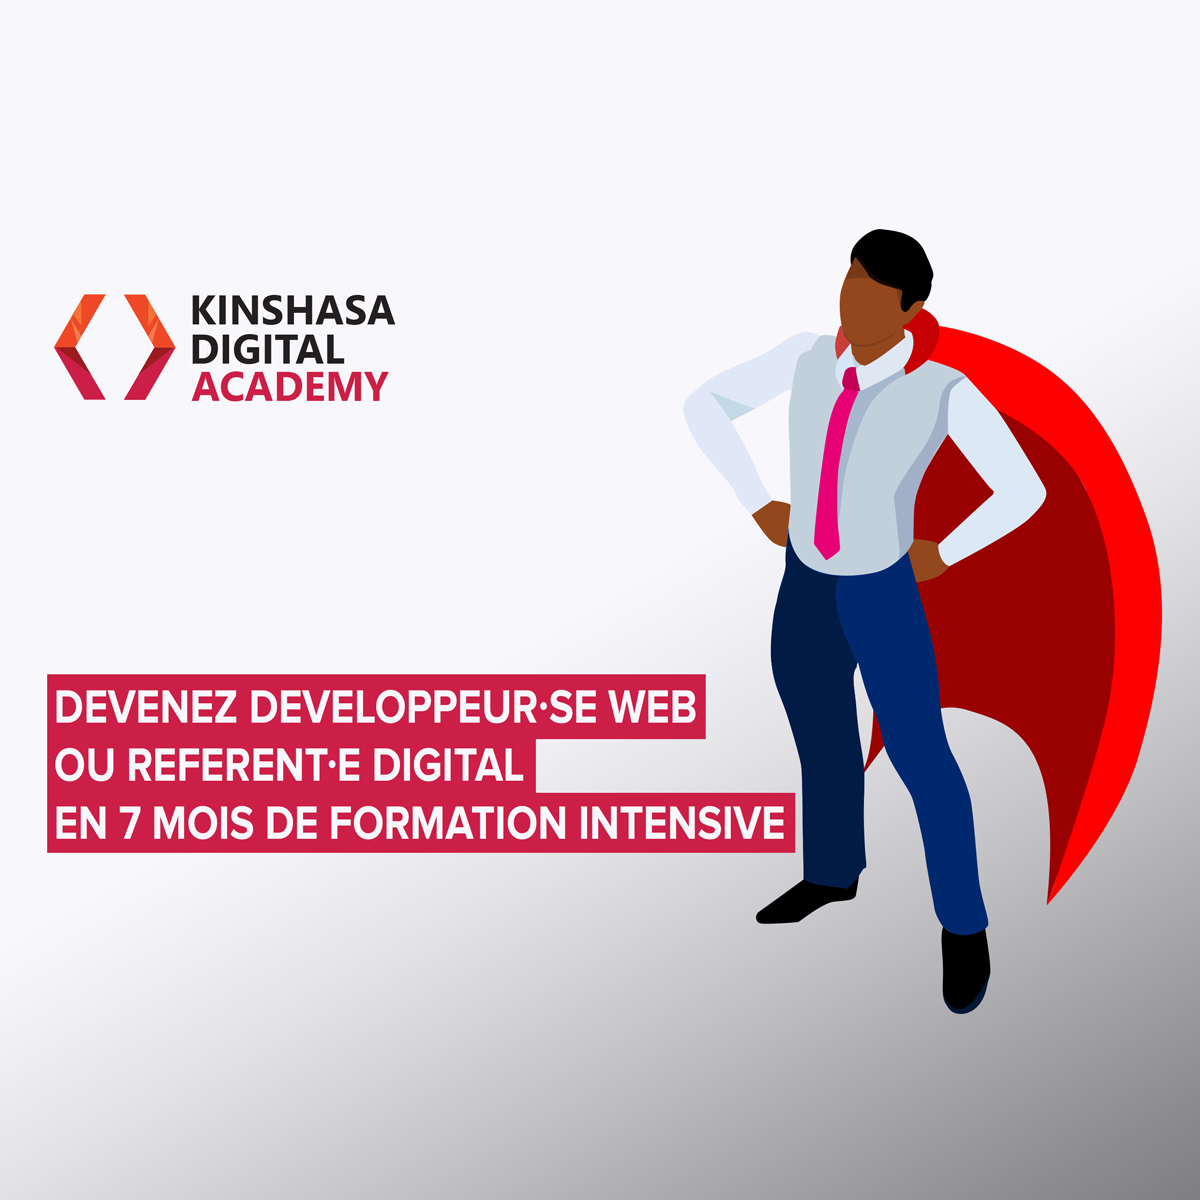 KINSHASA
DIGITAL
ACADEMY
DEVENEZ DEVELOPPEUR·SE WEB
OU REFERENT·E DIGITAL
EN 7 MOIS DE FORMATION INTENSIVE